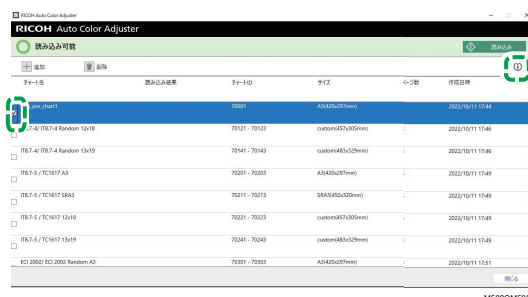 RICOH Auto Color Adjuster
RICOH Auto Color Adjuster
読み込み可能
読み込み
追加 削除
チャート名 読み込み結果 チャートID サイズ ページ数 作成日時
_pre_chart1 70001 A3(420x297mm) 2022/10/11 17:44
IT8.7-4/ IT8.7-4 Random 12x18 70121 - 70123 custom(457x305mm) 2022/10/11 17:46
IT8.7-4/ IT8.7-4 Random 13x19 70141 - 70143 custom(483x329mm) 2022/10/11 17:46
IT8.7-5 / TC1617 A3 70201 - 70203 A3(420x297mm) 2022/10/11 17:49
IT8.7-5 / TC1617 SRA3 70211 - 70213 SRA3(450x320mm) 2022/10/11 17:49
IT8.7-5 / TC1617 12x18 70221 - 70223 custom(457x305mm) 2022/10/11 17:49
IT8.7-5 / TC1617 13x19 70241 - 70243 custom(483x329mm) 2022/10/11 17:49
ECI 2002/ ECI 2002 Random A3 70301 - 70303 A3(420x297mm) 2022/10/11 17:51
閉じる